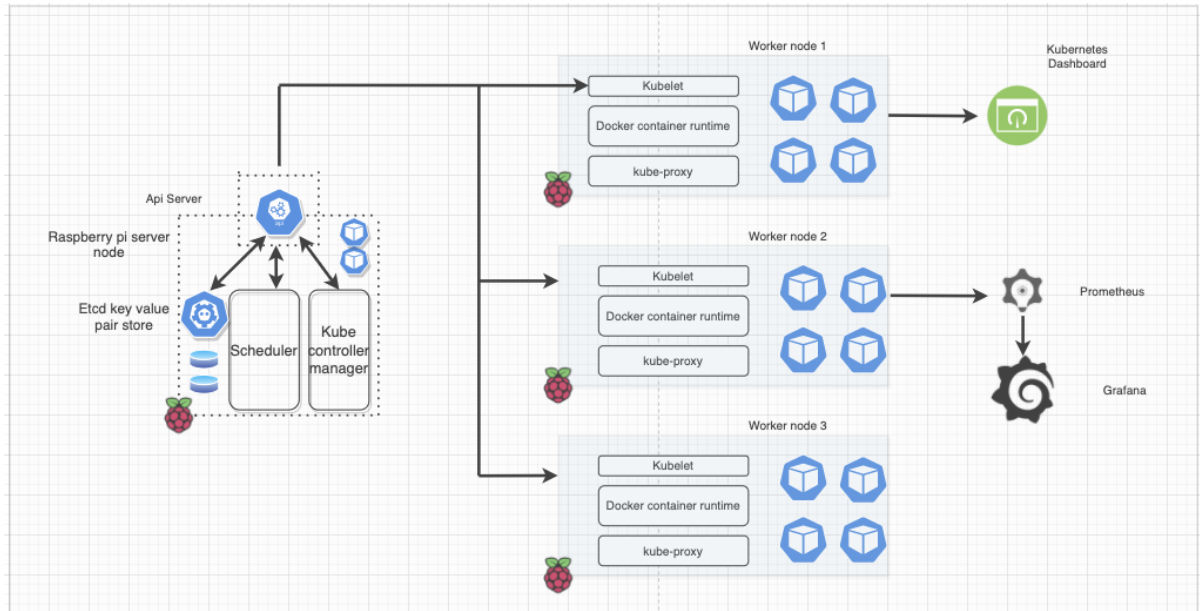 Worker node 1
Kubernetes
Dashboard
Kubelet
Docker container runtime
kube-proxy
Api Server
api
Raspberry pi server
node
Etcd key value
pair store
Scheduler
Kube
controller
manager
Worker node 2
Kubelet
Docker container runtime
kube-proxy
Prometheus
Grafana
Worker node 3
Kubelet
Docker container runtime
kube-proxy